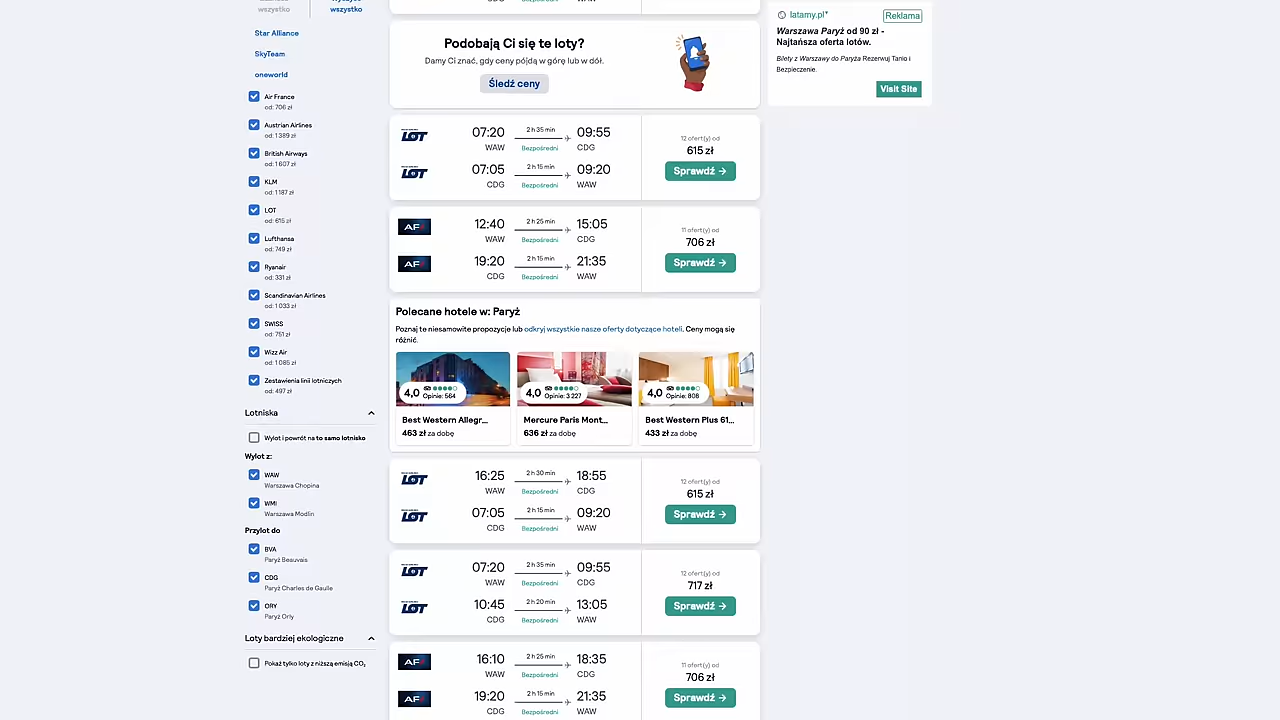 wszystko
wszystko
Star Alliance
SkyTeam
oneworld
Air France
od: 706 zł
Austrian Airlines
od: 1 389 zł
British Airways
od: 1 607 zł
KLM
od: 1 187 zł
LOT
od: 615 zł
Lufthansa
od: 749 zł
Ryanair
od: 331 zł
Scandinavian Airlines
od: 1 033 zł
SWISS
od: 751 zł
Wizz Air
od: 1 085 zł
Zestawienia linii lotniczych
od: 497 zł
Lotniska
Wylot i powrót na to samo lotnisko
Wylot z:
WAW
Warszawa Chopina
WMI
Warszawa Modlin
Przylot do
BVA
Paryż Beauvais
CDG
Paryż Charles de Gaulle
ORY
Paryż Orly
Loty bardziej ekologiczne
Pokaż tylko loty z niższą emisją CO₂
Podobają Ci się te loty?
Damy Ci znać, gdy ceny pójdą w górę lub w dół.
Śledź ceny
LOT
07:20 2 h 35 min 09:55
WAW Bezpośredni CDG
LOT
07:05 2 h 15 min 09:20
CDG Bezpośredni WAW
12 ofert(y) od
615 zł
Sprawdź →
AF
12:40 2 h 25 min 15:05
WAW Bezpośredni CDG
AF
19:20 2 h 15 min 21:35
CDG Bezpośredni WAW
11 ofert(y) od
706 zł
Sprawdź →
Polecane hotele w: Paryż
Poznaj te niesamowite propozycje lub odkryj wszystkie nasze oferty dotyczące hoteli. Ceny mogą się
różnić.
4,0 Opinie: 564
Best Western Allegr...
463 zł za dobę
4,0 Opinie: 3 227
Mercure Paris Mont...
636 zł za dobę
4,0 Opinie: 808
Best Western Plus 61...
433 zł za dobę
LOT
16:25 2 h 30 min 18:55
WAW Bezpośredni CDG
LOT
07:05 2 h 15 min 09:20
CDG Bezpośredni WAW
12 ofert(y) od
615 zł
Sprawdź →
LOT
07:20 2 h 35 min 09:55
WAW Bezpośredni CDG
LOT
10:45 2 h 20 min 13:05
CDG Bezpośredni WAW
12 ofert(y) od
717 zł
Sprawdź →
AF
16:10 2 h 25 min 18:35
WAW Bezpośredni CDG
AF
19:20 2 h 15 min 21:35
CDG Bezpośredni WAW
11 ofert(y) od
706 zł
Sprawdź →
latamy.pl*
Reklama
Warszawa Paryż od 90 zł -
Najtańsza oferta lotów.
Bilety z Warszawy do Paryża Rezerwuj Tanio i
Bezpiecznie.
Visit Site